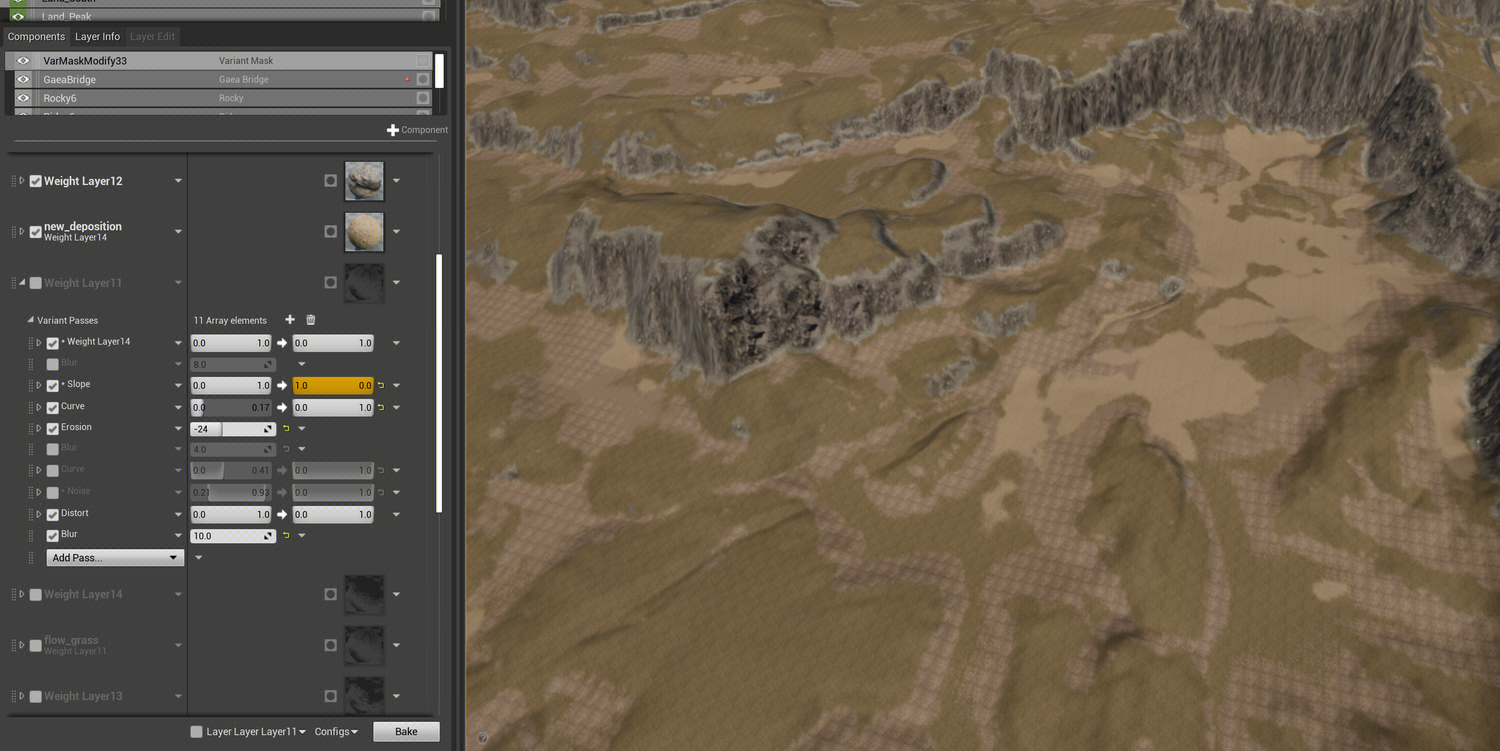 Land_South
Land_Peak
Components Layer Info Layer Edit
VarMaskModify33 Variant Mask
GaeaBridge Gaea Bridge
Rocky6 Rocky
Component
Weight Layer12
new_deposition
Weight Layer14
Weight Layer11
Variant Passes 11 Array elements
• Weight Layer14 0.0 1.0 0.0 1.0
Blur 8.0
• Slope 0.0 1.0 1.0 0.0
Curve 0.0 0.17 0.0 1.0
Erosion -24
Blur 4.0
Curve 0.0 0.41 0.0 1.0
• Noise 0.21 0.93 0.0 1.0
Distort 0.0 1.0 0.0 1.0
Blur 10.0
Add Pass...
Weight Layer14
flow_grass
Weight Layer11
Weight Layer13
Layer Layer Layer11 Configs Bake